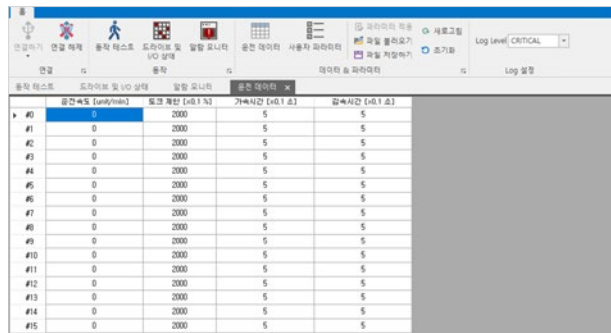 홈
연결하기 연결 해제 동작 테스트 드라이브 및 I/O 상태 알람 모니터 운전 데이터 사용자 파라미터 파라미터 적용 새로고침
파일 불러오기 초기화
파일 저장하기
Log Level CRITICAL
연결 동작 데이터 & 파라미터 Log 설정
동작 테스트 드라이브 및 I/O 상태 알람 모니터 운전 데이터 ×
운전속도 [unit/min] 토크 제한 [×0.1 %] 가속시간 [×0.1 초] 감속시간 [×0.1 초]
#0 0 2000 5 5
#1 0 2000 5 5
#2 0 2000 5 5
#3 0 2000 5 5
#4 0 2000 5 5
#5 0 2000 5 5
#6 0 2000 5 5
#7 0 2000 5 5
#8 0 2000 5 5
#9 0 2000 5 5
#10 0 2000 5 5
#11 0 2000 5 5
#12 0 2000 5 5
#13 0 2000 5 5
#14 0 2000 5 5
#15 0 2000 5 5